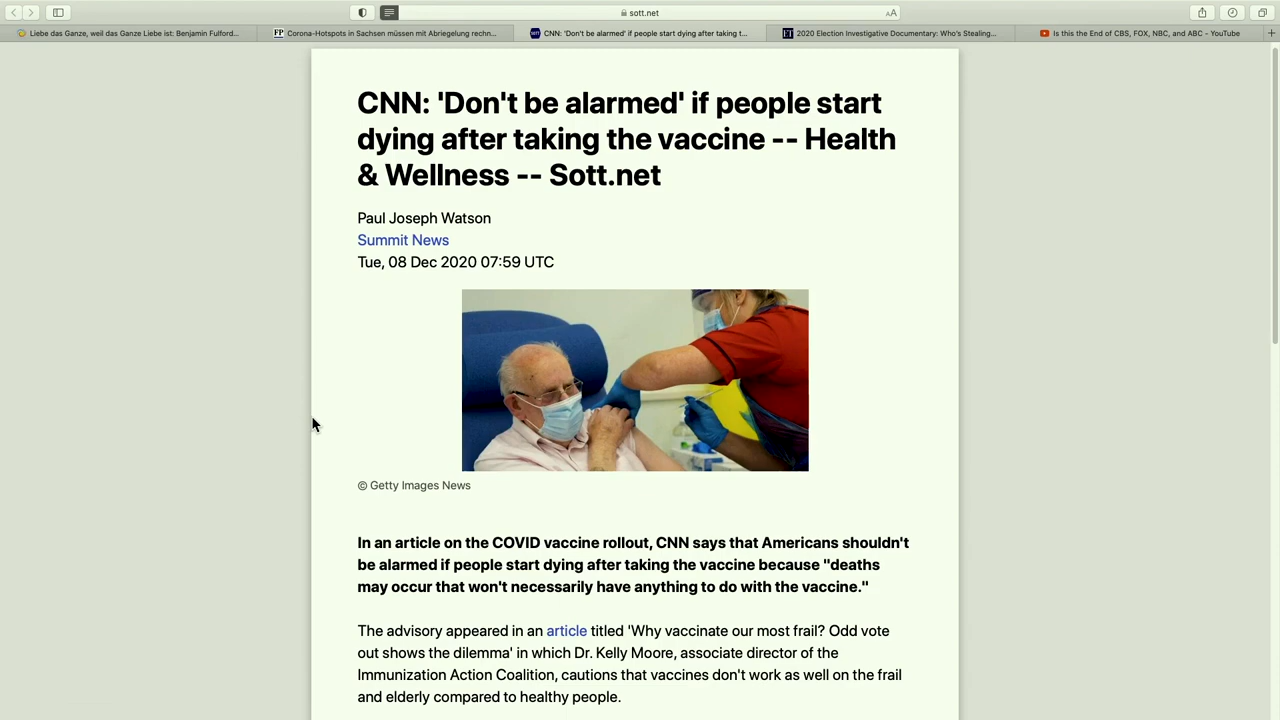 sott.net
AA
Liebe das Ganze, weil das Ganze Liebe ist: Benjamin Fulford...
FP Corona-Hotspots in Sachsen müssen mit Abriegelung rechn...
sott CNN: 'Don't be alarmed' if people start dying after taking t...
ET 2020 Election Investigative Documentary: Who's Stealing...
Is this the End of CBS, FOX, NBC, and ABC - YouTube
CNN: 'Don't be alarmed' if people start
dying after taking the vaccine -- Health
& Wellness -- Sott.net
Paul Joseph Watson
Summit News
Tue, 08 Dec 2020 07:59 UTC
© Getty Images News
In an article on the COVID vaccine rollout, CNN says that Americans shouldn't
be alarmed if people start dying after taking the vaccine because "deaths
may occur that won't necessarily have anything to do with the vaccine."
The advisory appeared in an article titled 'Why vaccinate our most frail? Odd vote
out shows the dilemma' in which Dr. Kelly Moore, associate director of the
Immunization Action Coalition, cautions that vaccines don't work as well on the frail
and elderly compared to healthy people.